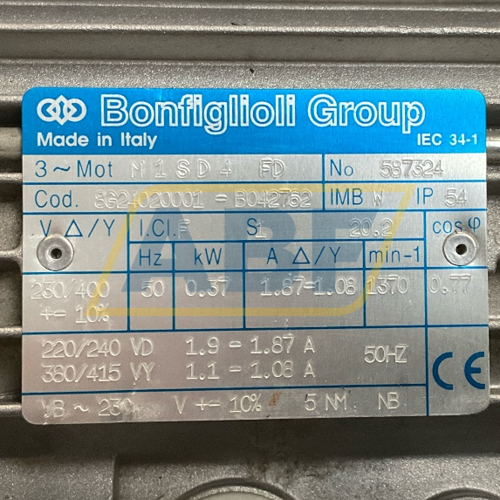 Bonfiglioli Group
Made in Italy IEC 34-1
3~Mot M 1 S D 4 FD No 587324
Cod. 8624020001 - B042752 IMB W IP 54
V △/Y I.Cl. F S1 20.2 cos φ
Hz kW A △/Y min-1
230/400 50 0.37 1.87-1.08 1370 0.77
+- 10%
220/240 VD 1.9 - 1.87 A 50HZ
380/415 VY 1.1 - 1.08 A
CE
VB ~ 230 V +- 10% 5 NM NB
ABF